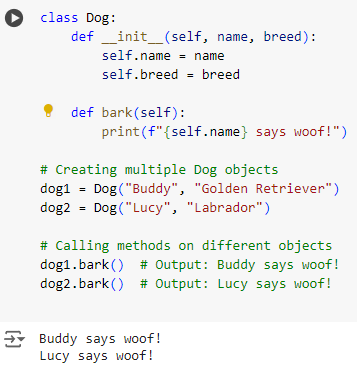 class Dog:
    def __init__(self, name, breed):
        self.name = name
        self.breed = breed

    def bark(self):
        print(f"{self.name} says woof!")

# Creating multiple Dog objects
dog1 = Dog("Buddy", "Golden Retriever")
dog2 = Dog("Lucy", "Labrador")

# Calling methods on different objects
dog1.bark()  # Output: Buddy says woof!
dog2.bark()  # Output: Lucy says woof!

Buddy says woof!
Lucy says woof!